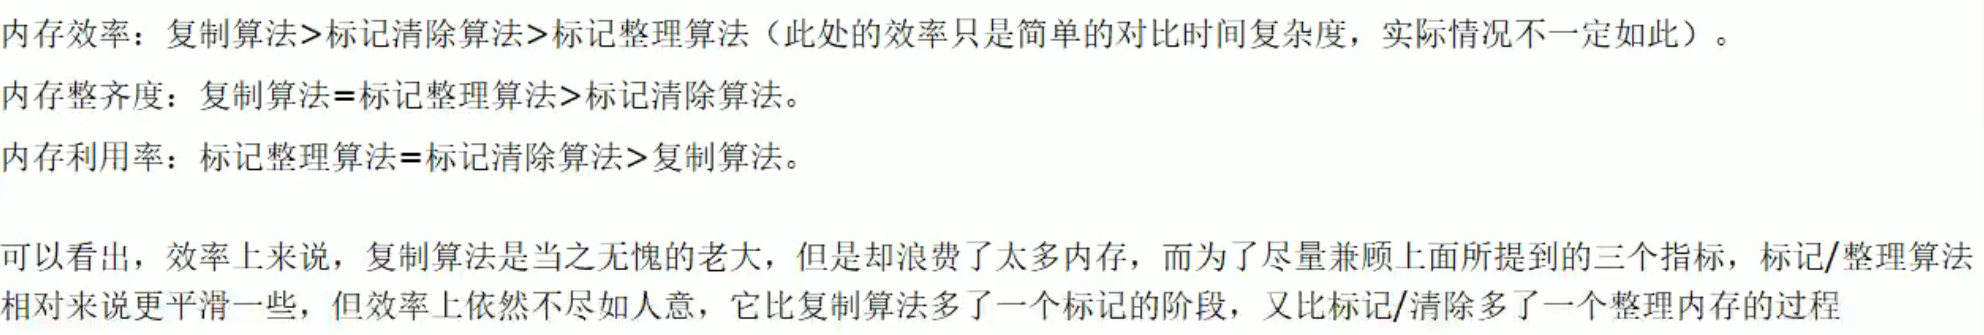 内存效率：复制算法>标记清除算法>标记整理算法（此处的效率只是简单的对比时间复杂度，实际情况不一定如此）。
内存整齐度：复制算法=标记整理算法>标记清除算法。
内存利用率：标记整理算法=标记清除算法>复制算法。
可以看出，效率上来说，复制算法是当之无愧的老大，但是却浪费了太多内存，而为了尽量兼顾上面所提到的三个指标，标记/整理算法
相对来说更平滑一些，但效率上依然不尽如人意，它比复制算法多了一个标记的阶段，又比标记/清除多了一个整理内存的过程